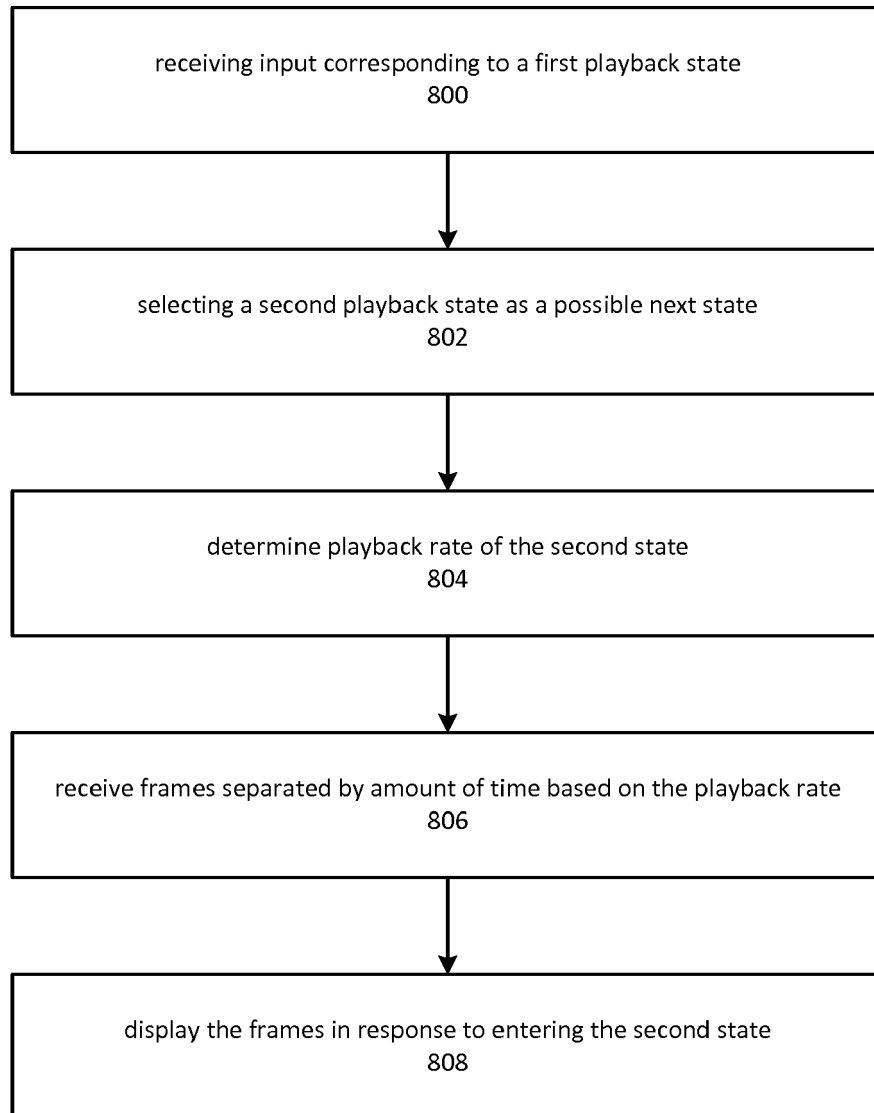 receiving input corresponding to a first playback state
800
selecting a second playback state as a possible next state
802
determine playback rate of the second state
804
receive frames separated by amount of time based on the playback rate
806
display the frames in response to entering the second state
808